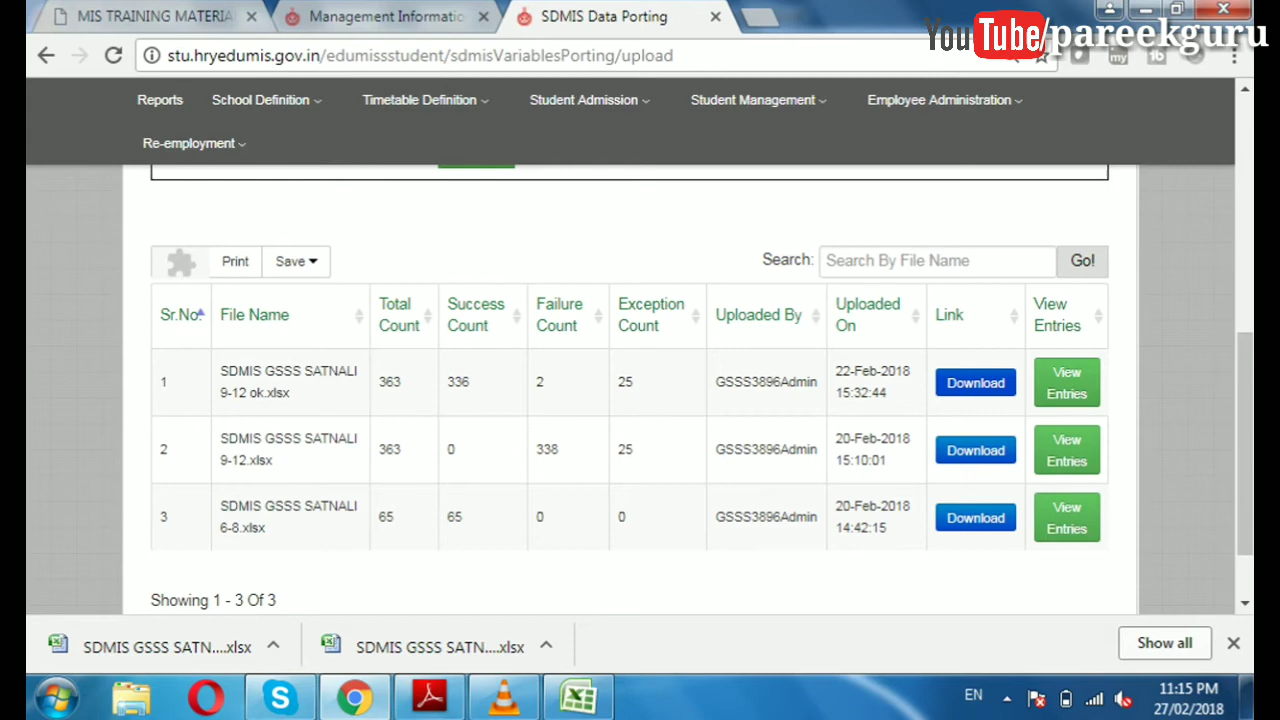 MIS TRAINING MATERIA
Management Informatio
SDMIS Data Porting
YouTube/pareekguru
stu.hryedumis.gov.in/edumissstudent/sdmisVariablesPorting/upload
Reports School Definition Timetable Definition Student Admission Student Management Employee Administration
Re-employment
Print Save Search: Search By File Name Go!
Sr.No. File Name Total Count Success Count Failure Count Exception Count Uploaded By Uploaded On Link View Entries
1 SDMIS GSSS SATNALI 9-12 ok.xlsx 363 336 2 25 GSSS3896Admin 22-Feb-2018 15:32:44 Download View Entries
2 SDMIS GSSS SATNALI 9-12.xlsx 363 0 338 25 GSSS3896Admin 20-Feb-2018 15:10:01 Download View Entries
3 SDMIS GSSS SATNALI 6-8.xlsx 65 65 0 0 GSSS3896Admin 20-Feb-2018 14:42:15 Download View Entries
Showing 1 - 3 Of 3
SDMIS GSSS SATN....xlsx SDMIS GSSS SATN....xlsx Show all
EN 11:15 PM
27/02/2018